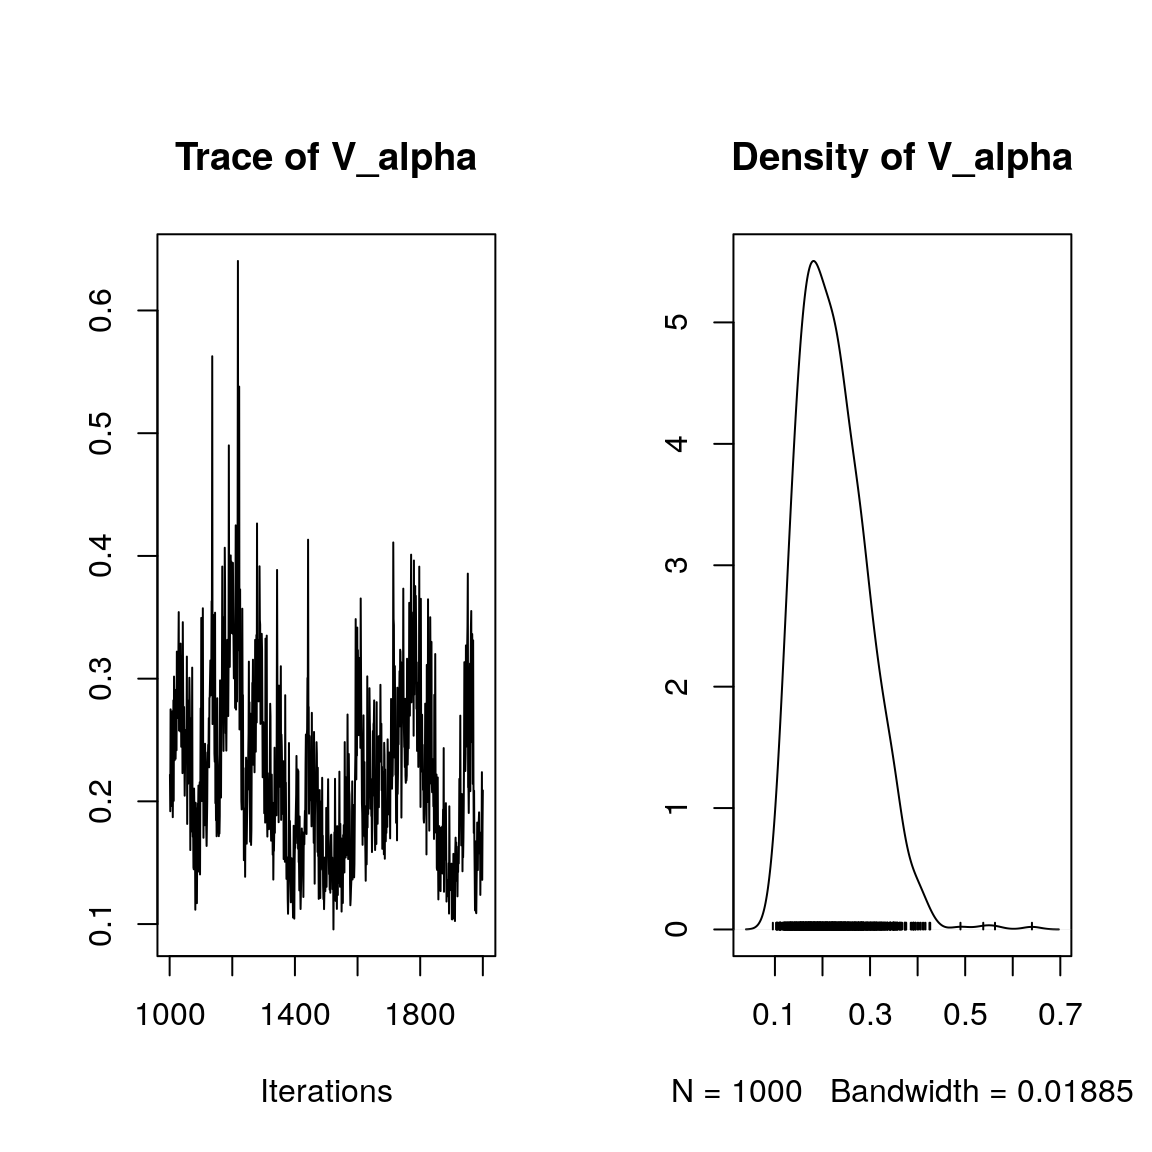 Trace of V_alpha
0.6
0.5
0.4
0.3
0.2
0.1
1000 1400 1800
Iterations
Density of V_alpha
5
4
3
2
1
0
0.1 0.3 0.5 0.7
N = 1000 Bandwidth = 0.01885